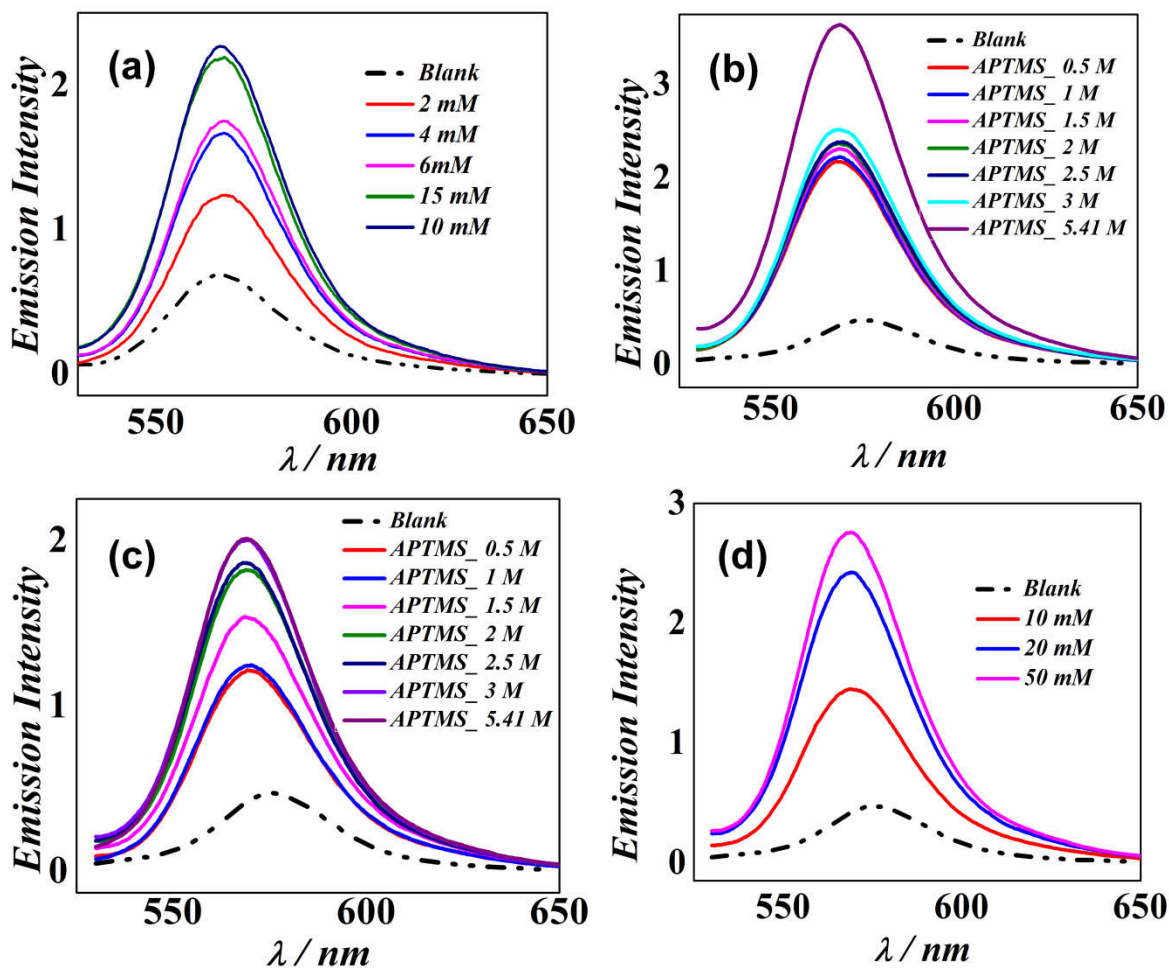 (a)
Emission Intensity
2
1
0
Blank
2 mM
4 mM
6mM
15 mM
10 mM
550 600 650
λ / nm
(b)
Emission Intensity
3
2
1
0
Blank
APTMS_ 0.5 M
APTMS_ 1 M
APTMS_ 1.5 M
APTMS_ 2 M
APTMS_ 2.5 M
APTMS_ 3 M
APTMS_ 5.41 M
550 600 650
λ / nm
(c)
Emission Intensity
2
1
0
Blank
APTMS_ 0.5 M
APTMS_ 1 M
APTMS_ 1.5 M
APTMS_ 2 M
APTMS_ 2.5 M
APTMS_ 3 M
APTMS_ 5.41 M
550 600 650
λ / nm
(d)
Emission Intensity
3
2
1
0
Blank
10 mM
20 mM
50 mM
550 600 650
λ / nm